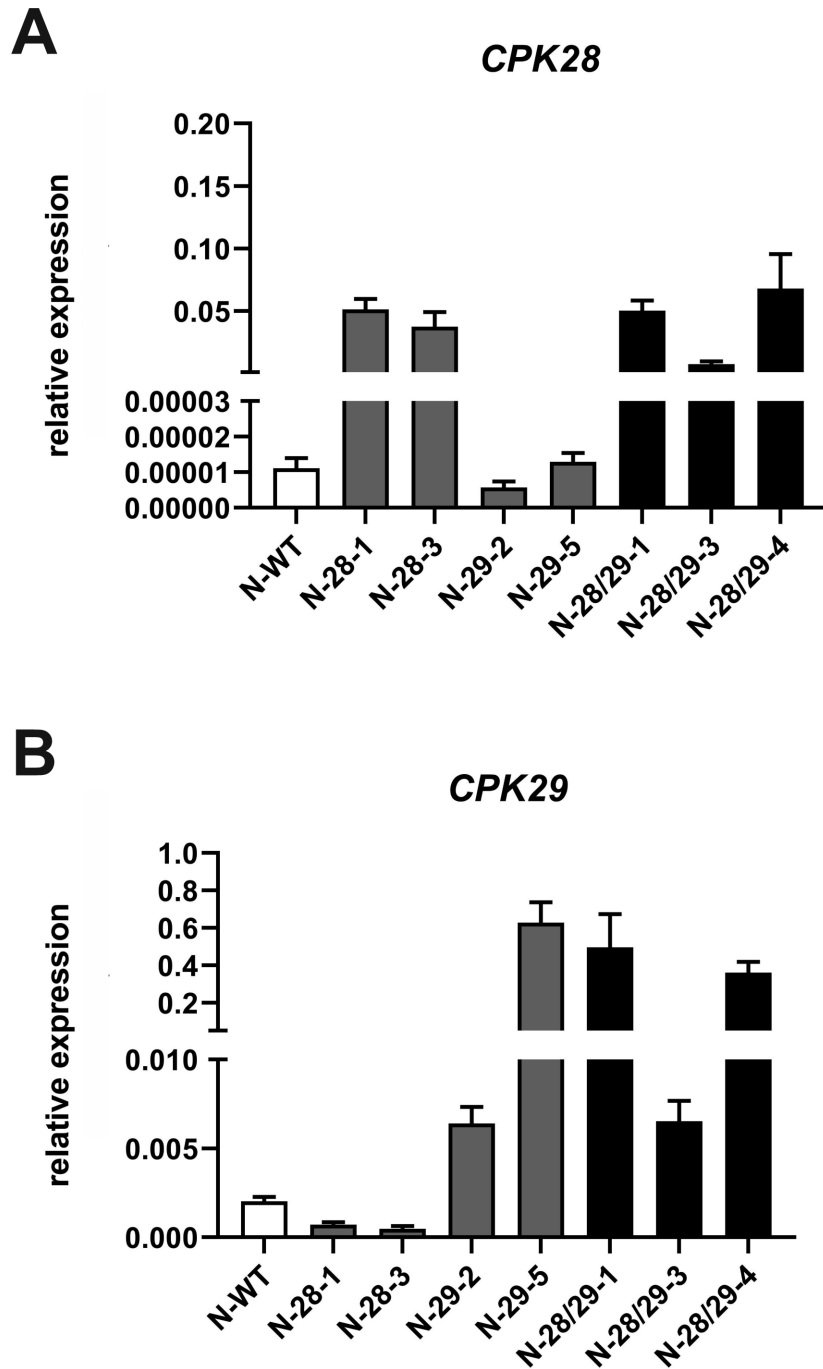 A
CPK28
relative expression
0.20
0.15
0.10
0.05
0.00003
0.00002
0.00001
0.00000
N-WT
N-28-1
N-28-3
N-29-2
N-29-5
N-28/29-1
N-28/29-3
N-28/29-4
B
CPK29
relative expression
1.0
0.8
0.6
0.4
0.2
0.010
0.005
0.000
N-WT
N-28-1
N-28-3
N-29-2
N-29-5
N-28/29-1
N-28/29-3
N-28/29-4